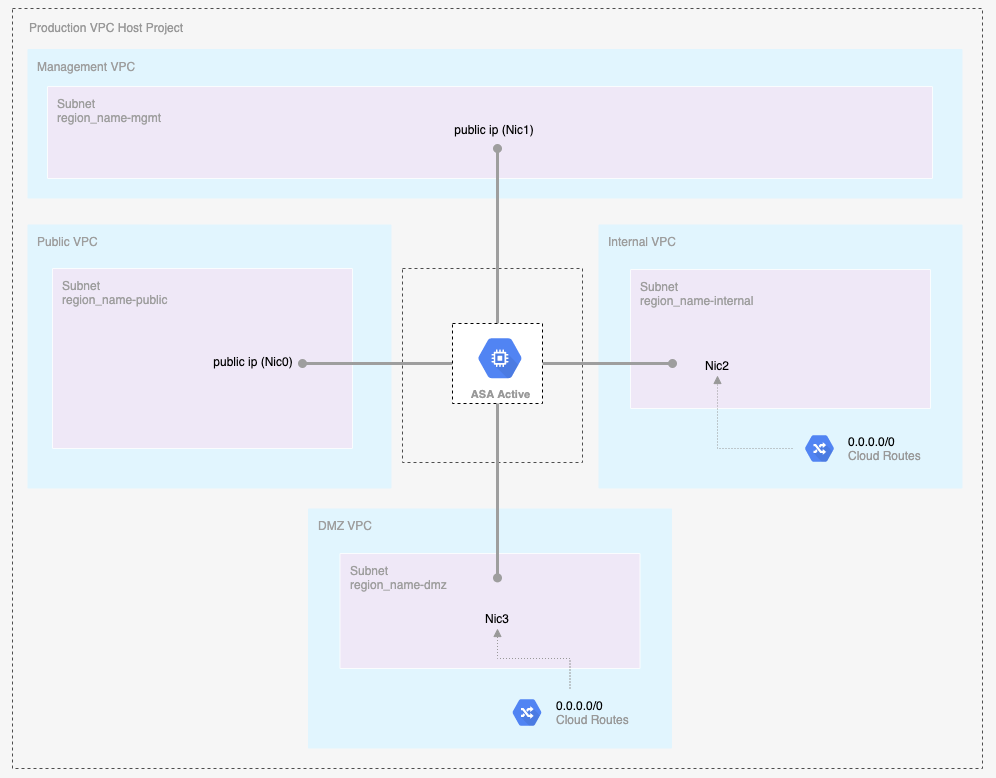 Production VPC Host Project
Management VPC
Subnet
region_name-mgmt
public ip (Nic1)
Public VPC
Subnet
region_name-public
public ip (Nic0)
ASA Active
Internal VPC
Subnet
region_name-internal
Nic2
0.0.0.0/0
Cloud Routes
DMZ VPC
Subnet
region_name-dmz
Nic3
0.0.0.0/0
Cloud Routes